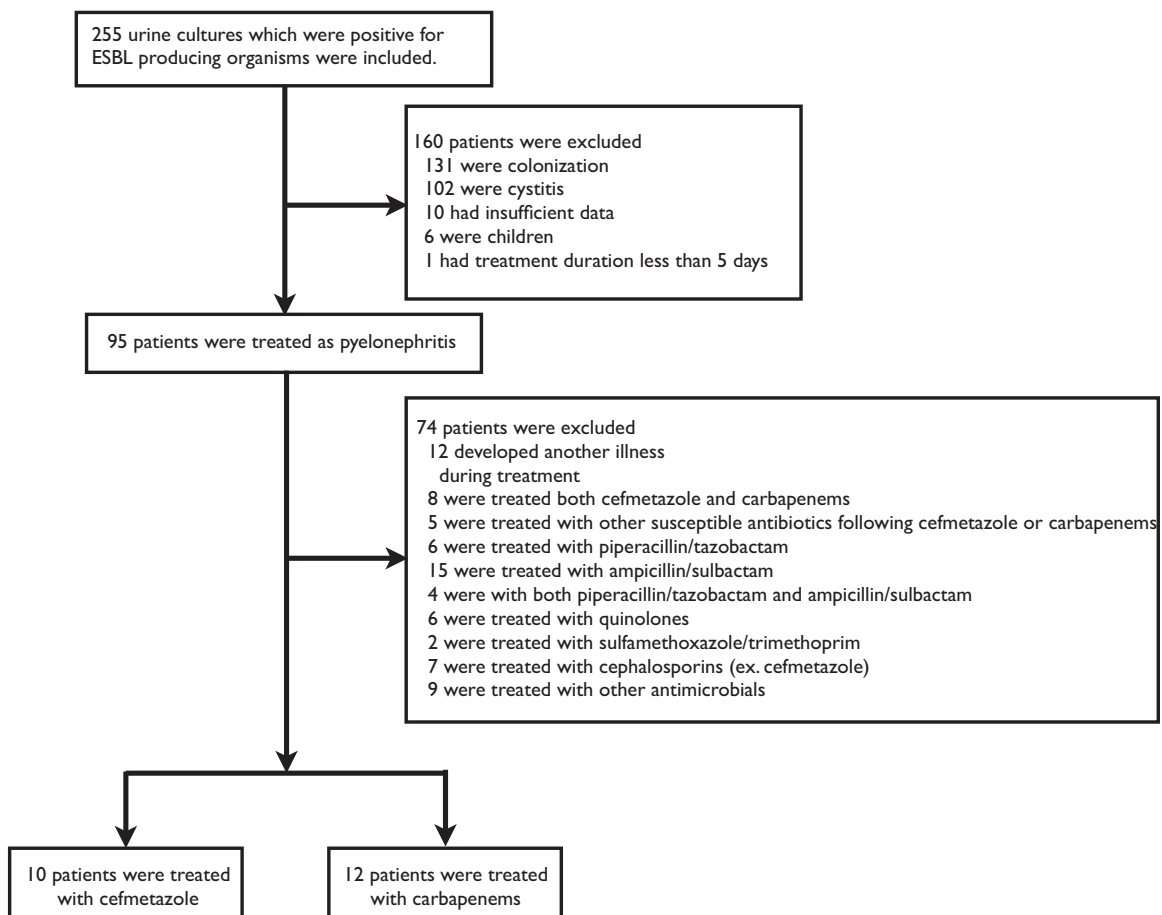 255 urine cultures which were positive for
ESBL producing organisms were included.
160 patients were excluded
131 were colonization
102 were cystitis
10 had insufficient data
6 were children
1 had treatment duration less than 5 days
95 patients were treated as pyelonephritis
74 patients were excluded
12 developed another illness
during treatment
8 were treated both cefmetazole and carbapenems
5 were treated with other susceptible antibiotics following cefmetazole or carbapenems
6 were treated with piperacillin/tazobactam
15 were treated with ampicillin/sulbactam
4 were with both piperacillin/tazobactam and ampicillin/sulbactam
6 were treated with quinolones
2 were treated with sulfamethoxazole/trimethoprim
7 were treated with cephalosporins (ex. cefmetazole)
9 were treated with other antimicrobials
10 patients were treated
with cefmetazole
12 patients were treated
with carbapenems